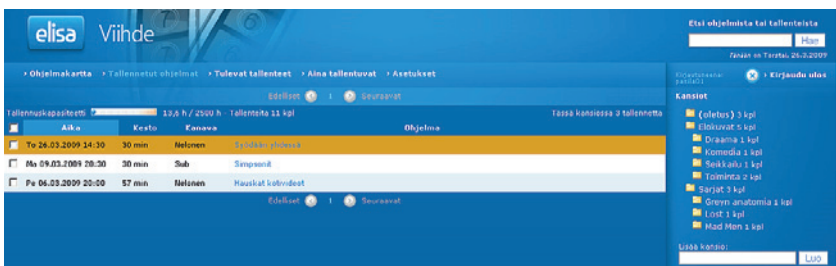 elisa Viihde
Etsi ohjelmista tai tallenteista
Hae
Tänään on Torstai, 26.3.2009
› Ohjelmakartta › Tallennetut ohjelmat › Tulevat tallenteet › Aina tallentuvat › Asetukset
› Kirjaudu ulos
Edelliset 1 Seuraavat
Tallennuskapasiteetti 13,6 h / 2500 h - Tallenteita 11 kpl
Tässä kansiossa 3 tallennetta
Aika Kesto Kanava Ohjelma
To 26.03.2009 14:30 30 min Nelonen Syödään yhdessä
Ma 09.03.2009 20:30 30 min Sub Simpsonit
Pe 06.03.2009 20:00 57 min Nelonen Hauskat kotivideot
Edelliset 1 Seuraavat
Kansiot
(oletus) 3 kpl
Elokuvat 5 kpl
Draama 1 kpl
Komedia 1 kpl
Seikkailu 1 kpl
Toiminta 2 kpl
Sarjat 3 kpl
Greyn anatomia 1 kpl
Lost 1 kpl
Mad Men 1 kpl
Lisää kansio:
Luo